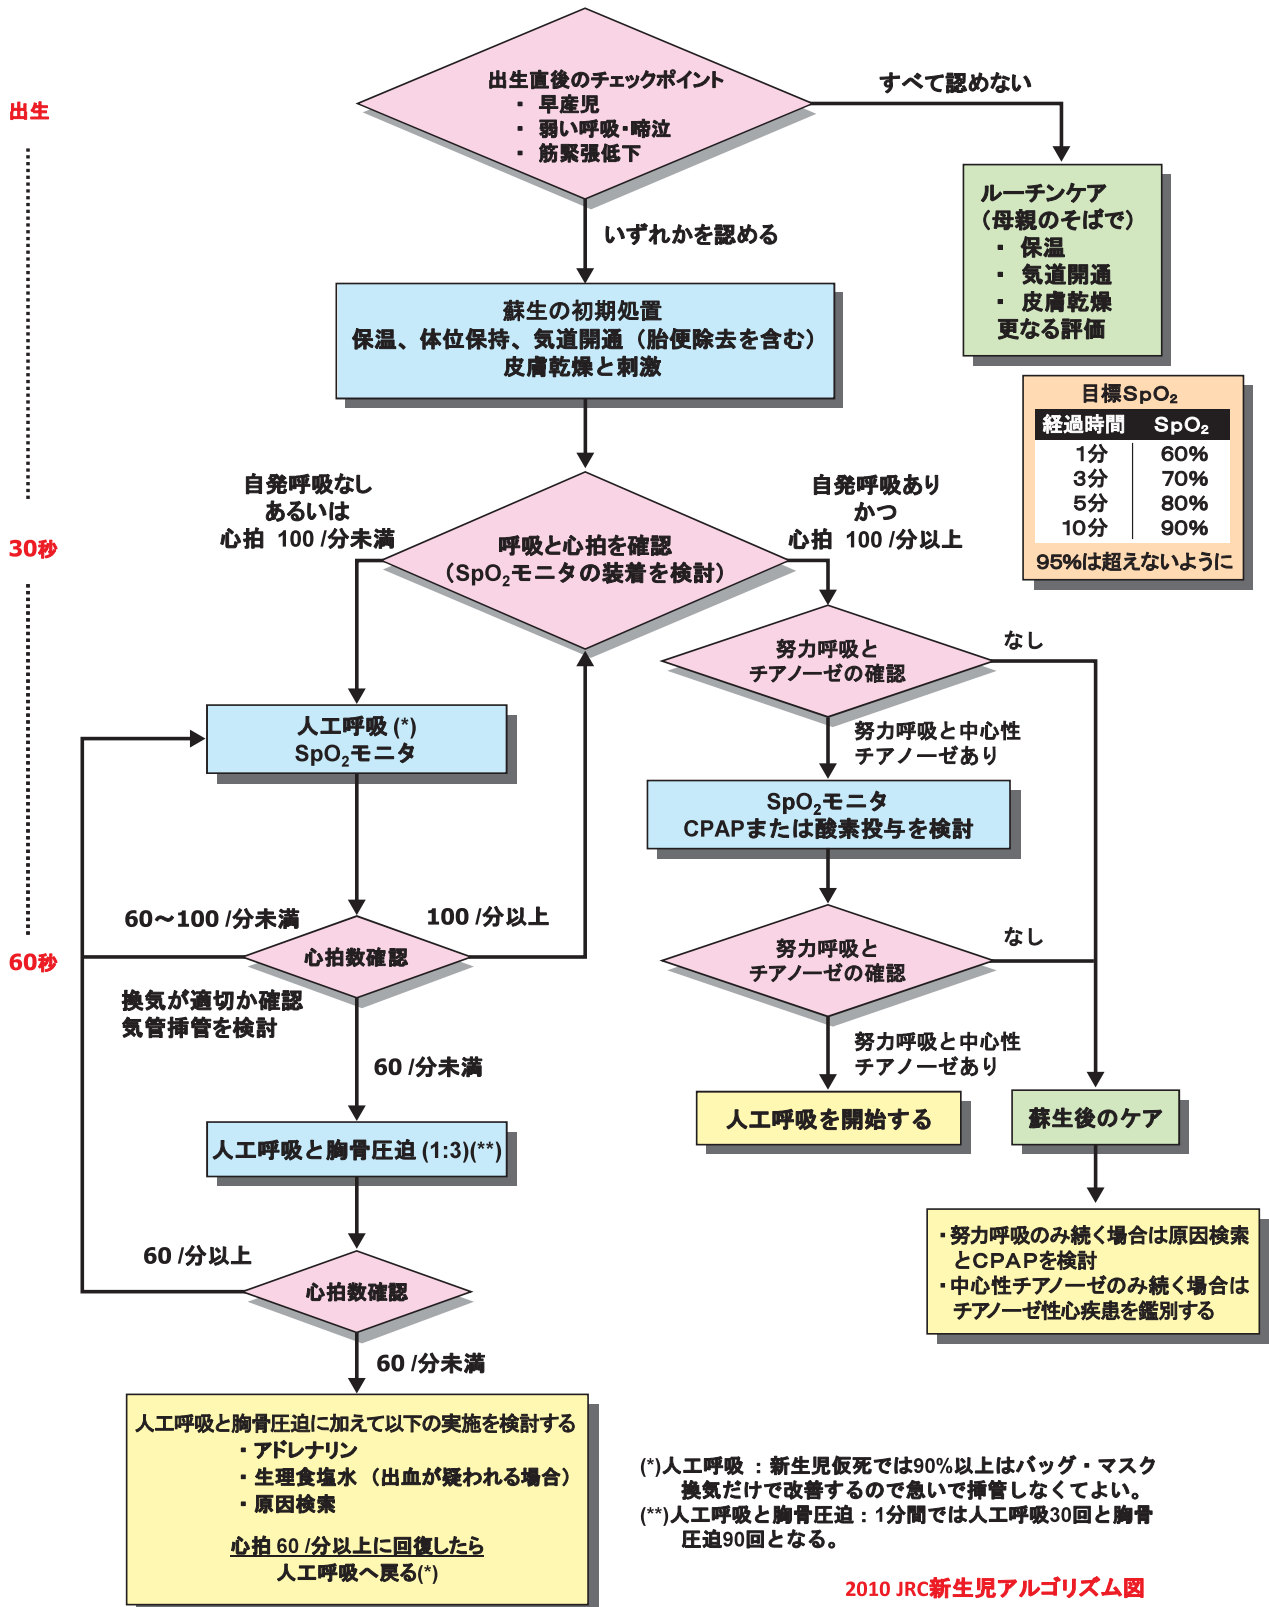 出生直後のチェックポイント
・ 早産児
・ 弱い呼吸・啼泣
・ 筋緊張低下
すべて認めない
出生
ルーチンケア
（母親のそばで）
・ 保温
・ 気道開通
・ 皮膚乾燥
更なる評価
いずれかを認める
蘇生の初期処置
保温、体位保持、気道開通（胎便除去を含む）
皮膚乾燥と刺激
目標SpO₂
経過時間 SpO₂
1分 60%
3分 70%
5分 80%
10分 90%
95%は超えないように
自発呼吸なし
あるいは
心拍 100 /分未満
自発呼吸あり
かつ
心拍 100 /分以上
30秒
呼吸と心拍を確認
（SpO₂モニタの装着を検討）
努力呼吸と
チアノーゼの確認
なし
人工呼吸 (*)
SpO₂モニタ
努力呼吸と中心性
チアノーゼあり
SpO₂モニタ
CPAPまたは酸素投与を検討
60～100 /分未満
100 /分以上
60秒
心拍数確認
努力呼吸と
チアノーゼの確認
なし
換気が適切か確認
気管挿管を検討
努力呼吸と中心性
チアノーゼあり
60 /分未満
人工呼吸を開始する
蘇生後のケア
人工呼吸と胸骨圧迫 (1:3)(**)
60 /分以上
心拍数確認
・努力呼吸のみ続く場合は原因検索
とCPAPを検討
・中心性チアノーゼのみ続く場合は
チアノーゼ性心疾患を鑑別する
60 /分未満
人工呼吸と胸骨圧迫に加えて以下の実施を検討する
・アドレナリン
・生理食塩水（出血が疑われる場合）
・原因検索
心拍 60 /分以上に回復したら
人工呼吸へ戻る(*)
(*)人工呼吸 ：新生児仮死では90%以上はバッグ・マスク
換気だけで改善するので急いで挿管しなくてよい。
(**)人工呼吸と胸骨圧迫：1分間では人工呼吸30回と胸骨
圧迫90回となる。
2010 JRC新生児アルゴリズム図